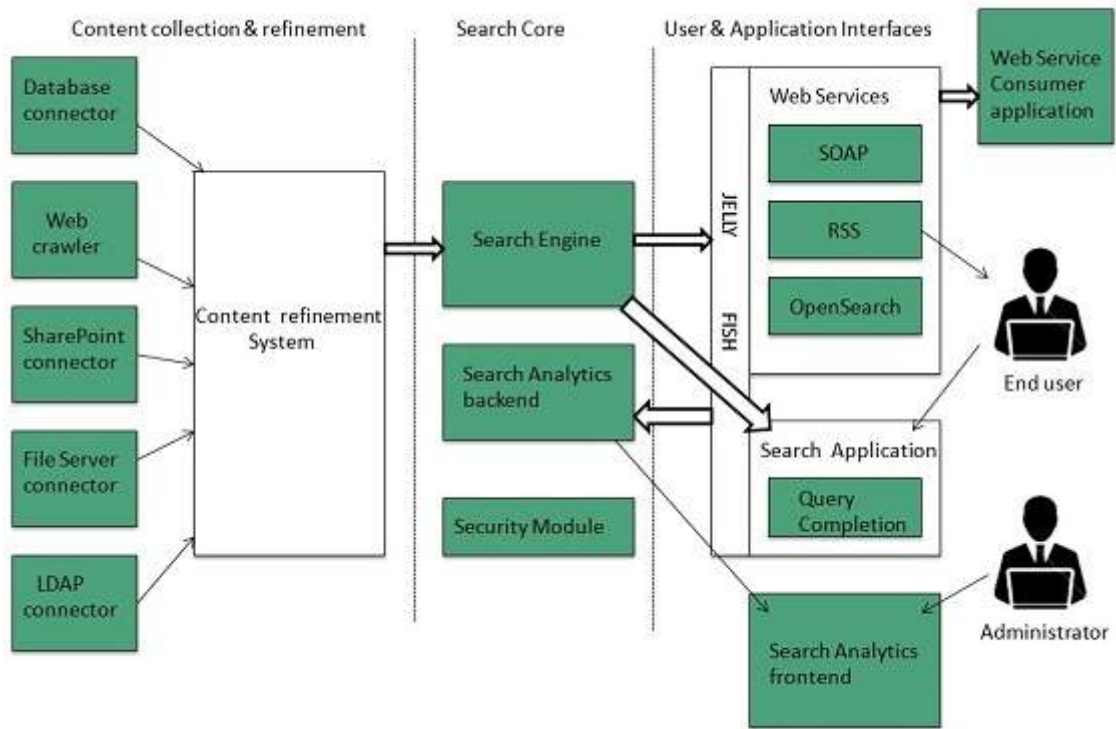 Content collection & refinement
Search Core
User & Application Interfaces
Database
connector
Web
crawler
SharePoint
connector
File Server
connector
LDAP
connector
Content refinement
System
Search Engine
Search Analytics
backend
Security Module
JELLY
FISH
Web Services
SOAP
RSS
OpenSearch
Search Application
Query
Completion
Search Analytics
frontend
Web Service
Consumer
application
End user
Administrator